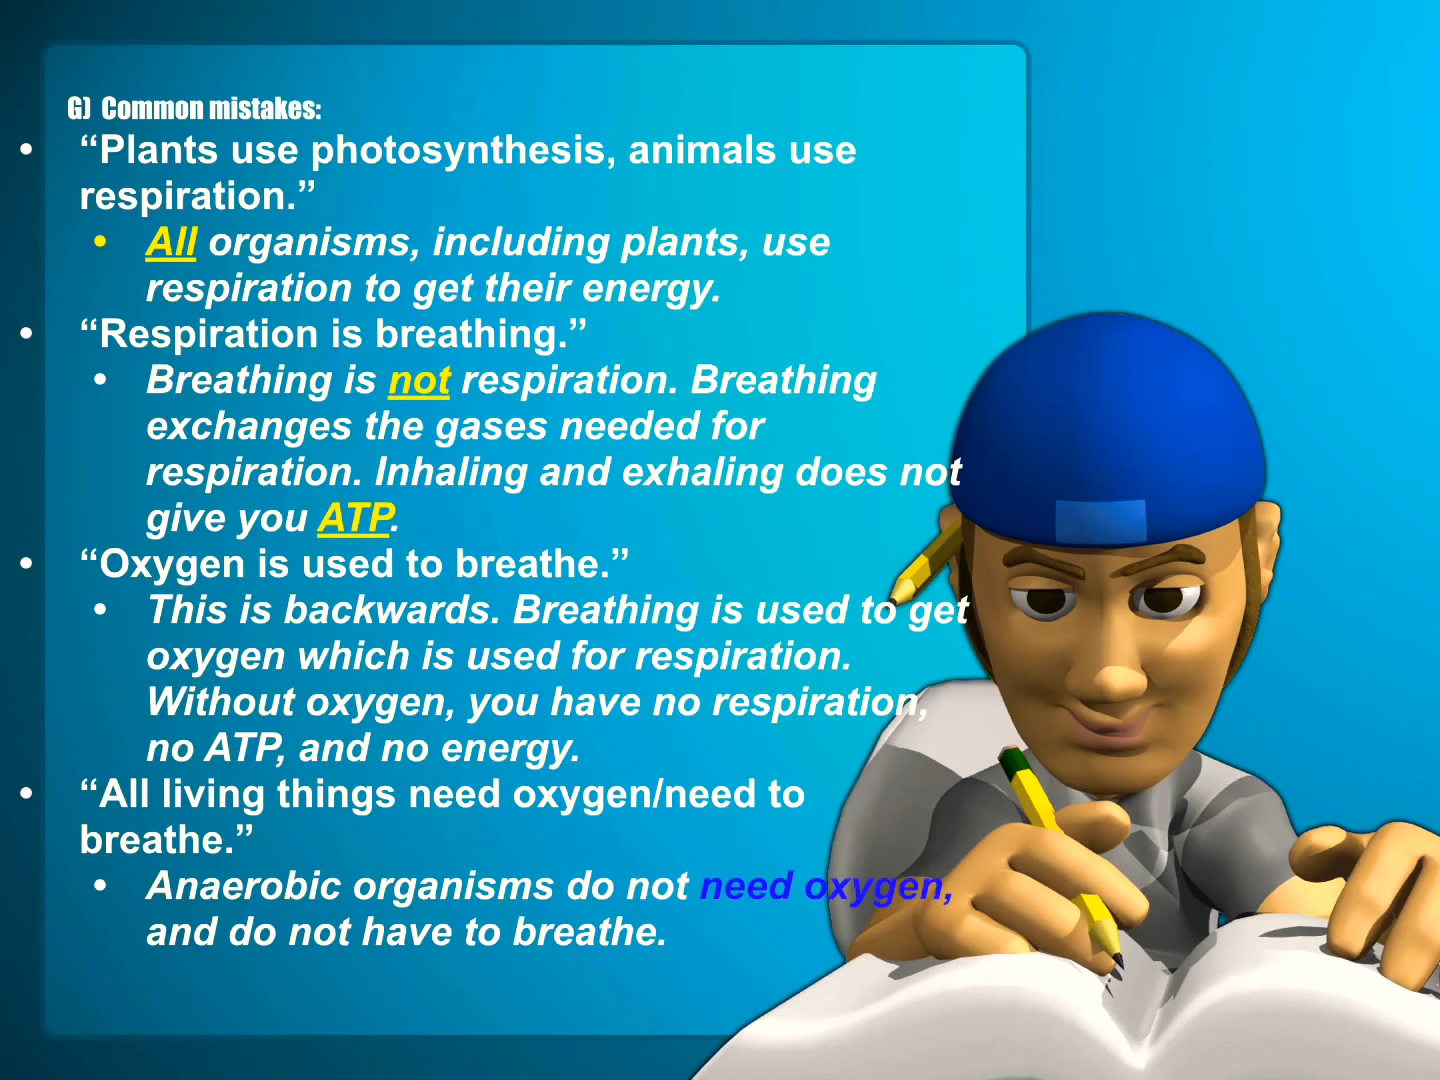 G) Common mistakes:
• “Plants use photosynthesis, animals use
respiration.”
• All organisms, including plants, use
respiration to get their energy.
• “Respiration is breathing.”
• Breathing is not respiration. Breathing
exchanges the gases needed for
respiration. Inhaling and exhaling does not
give you ATP.
• “Oxygen is used to breathe.”
• This is backwards. Breathing is used to get
oxygen which is used for respiration.
Without oxygen, you have no respiration,
no ATP, and no energy.
• “All living things need oxygen/need to
breathe.”
• Anaerobic organisms do not need oxygen,
and do not have to breathe.